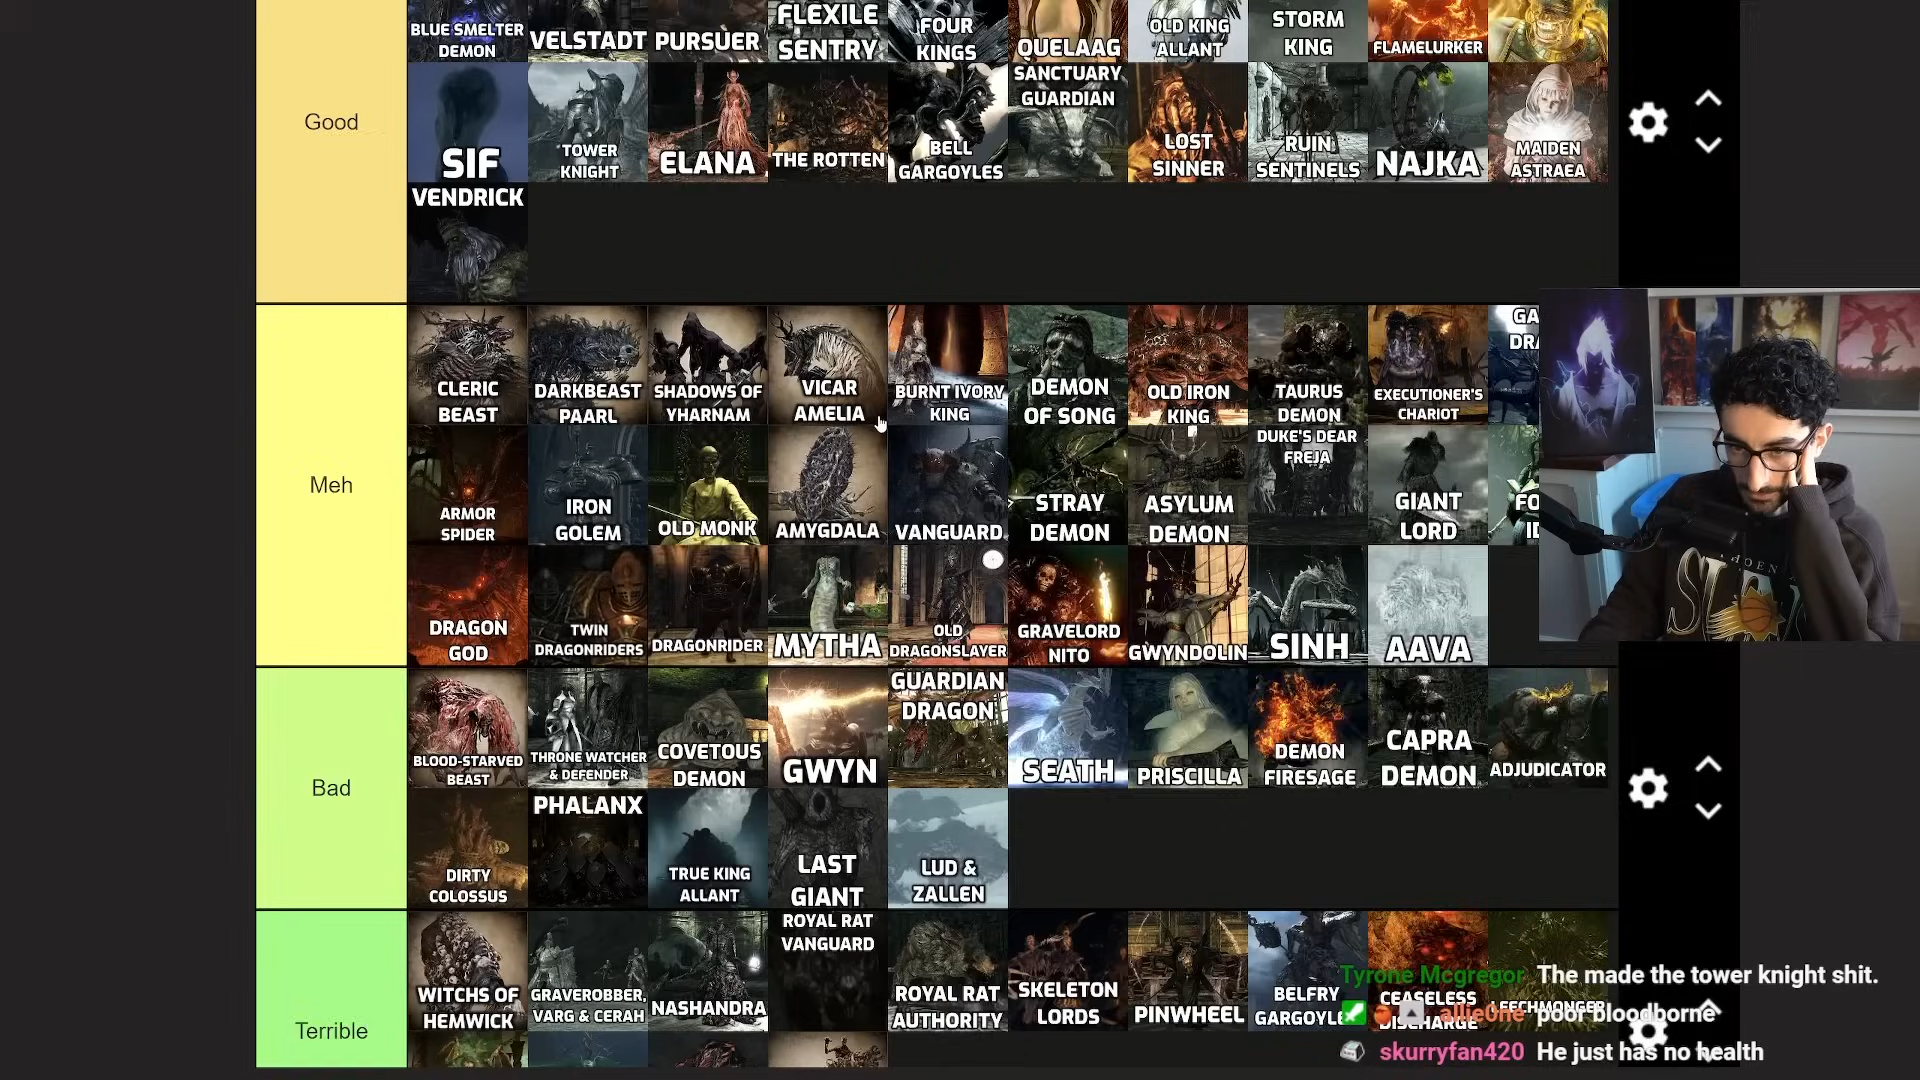 BLUE SMELTER
DEMON
VELSTADT
PURSUER
FLEXILE
SENTRY
FOUR
KINGS
QUELAAG
OLD KING
ALLANT
STORM
KING
FLAMELURKER
Good
SIF
TOWER
KNIGHT
ELANA
THE ROTTEN
BELL
GARGOYLES
SANCTUARY
GUARDIAN
LOST
SINNER
RUIN
SENTINELS
NAJKA
MAIDEN
ASTRAEA
VENDRICK
Meh
CLERIC
BEAST
DARKBEAST
PAARL
SHADOWS OF
YHARNAM
VICAR
AMELIA
BURNT IVORY
KING
DEMON
OF SONG
OLD IRON
KING
TAURUS
DEMON
EXECUTIONER'S
CHARIOT
GA
DRA
ARMOR
SPIDER
IRON
GOLEM
OLD MONK
AMYGDALA
VANGUARD
STRAY
DEMON
ASYLUM
DEMON
DUKE'S DEAR
FREJA
GIANT
LORD
FO
ID
DRAGON
GOD
TWIN
DRAGONRIDERS
DRAGONRIDER
MYTHA
OLD
DRAGONSLAYER
GRAVELORD
NITO
GWYNDOLIN
SINH
AAVA
Bad
BLOOD-STARVED
BEAST
THRONE WATCHER
& DEFENDER
COVETOUS
DEMON
GWYN
GUARDIAN
DRAGON
SEATH
PRISCILLA
DEMON
FIRESAGE
CAPRA
DEMON
ADJUDICATOR
DIRTY
COLOSSUS
PHALANX
TRUE KING
ALLANT
LAST
GIANT
LUD &
ZALLEN
Terrible
WITCHS OF
HEMWICK
GRAVEROBBER,
VARG & CERAH
NASHANDRA
ROYAL RAT
VANGUARD
ROYAL RAT
AUTHORITY
SKELETON
LORDS
PINWHEEL
BELFRY
GARGOYLE
CEASELESS
DISCHARGE
LEECHMONGER
Tyrone Mcgregor The made the tower knight shit.
allie0ne poor bloodborne
skurryfan420 He just has no health